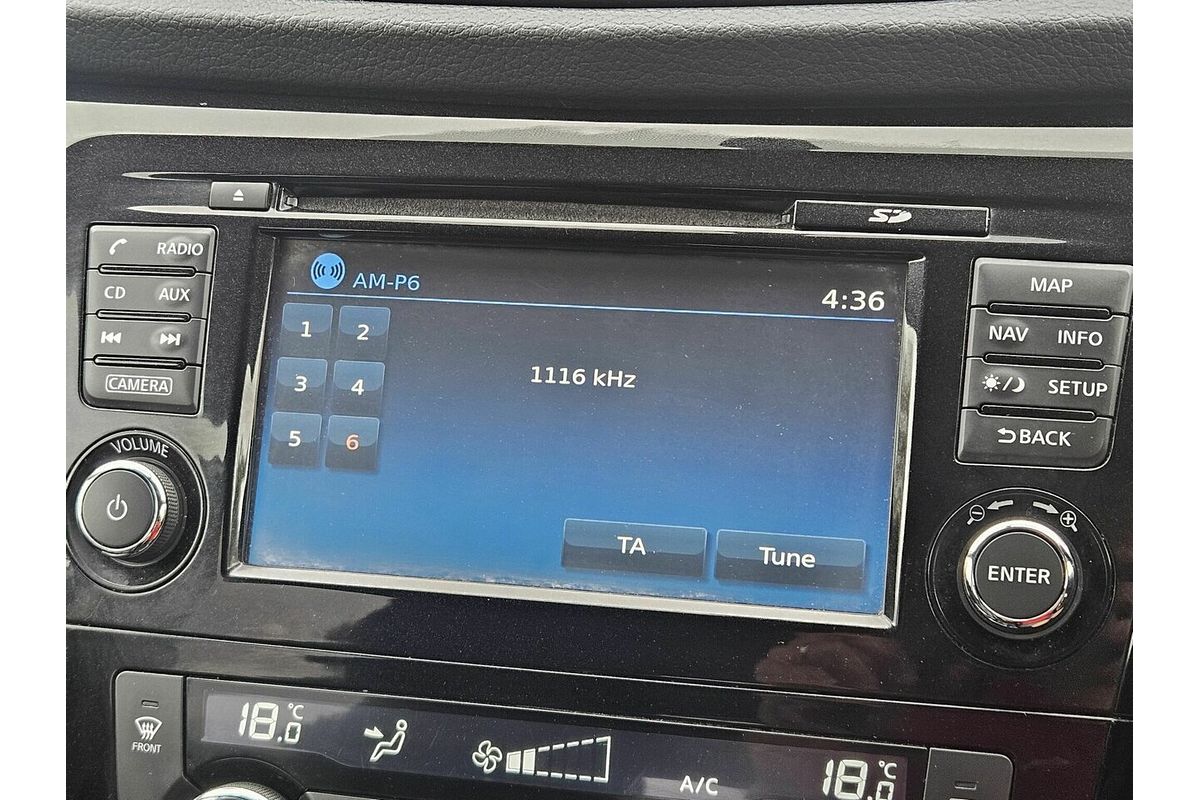 SD
RADIO
CD AUX
CAMERA
VOLUME
AM-P6
4:36
1 2
3 4
5 6
1116 kHz
TA Tune
MAP
NAV INFO
SETUP
BACK
ENTER
FRONT
18.0 °C
A/C
18.0 °C